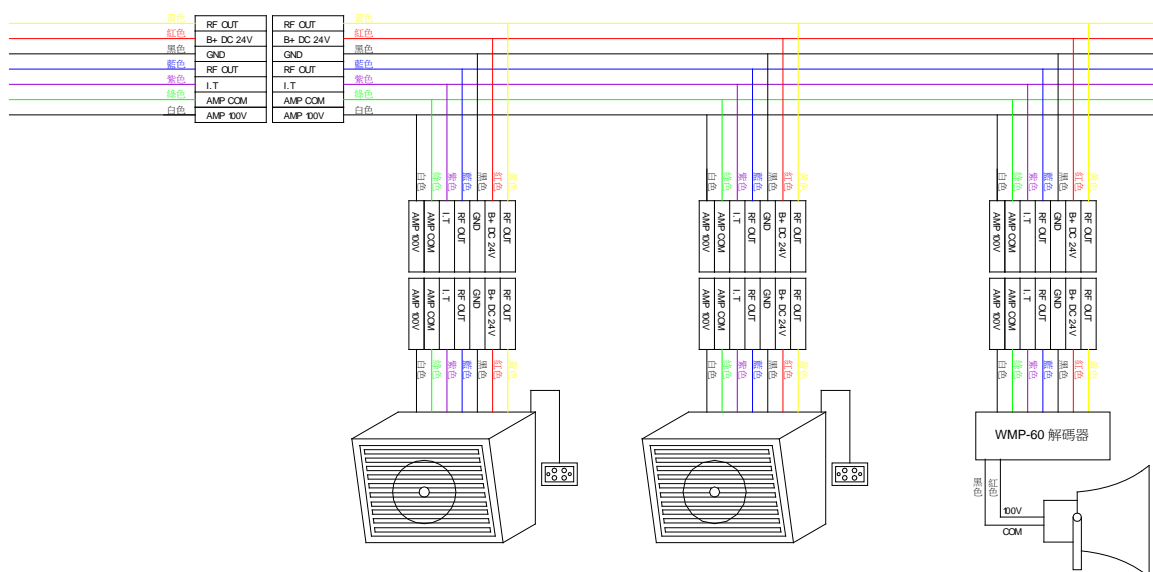 黃色 RF OUT RF OUT 黃色
紅色 B+ DC 24V B+ DC 24V 紅色
黑色 GND GND 黑色
藍色 RF OUT RF OUT 藍色
紫色 I.T I.T 紫色
綠色 AMP COM AMP COM 綠色
白色 AMP 100V AMP 100V 白色
白色 綠色 紫色 藍色 黑色 紅色 黃色
AMP 100V AMP COM I.T RF OUT GND B+ DC 24V RF OUT
AMP 100V AMP COM I.T RF OUT GND B+ DC 24V RF OUT
白色 綠色 紫色 藍色 黑色 紅色 黃色
白色 綠色 紫色 藍色 黑色 紅色 黃色
AMP 100V AMP COM I.T RF OUT GND B+ DC 24V RF OUT
AMP 100V AMP COM I.T RF OUT GND B+ DC 24V RF OUT
白色 綠色 紫色 藍色 黑色 紅色 黃色
白色 綠色 紫色 藍色 黑色 紅色 黃色
AMP 100V AMP COM I.T RF OUT GND B+ DC 24V RF OUT
AMP 100V AMP COM I.T RF OUT GND B+ DC 24V RF OUT
白色 綠色 紫色 藍色 黑色 紅色 黃色
WMP-60 解碼器
黑色 紅色
100V
COM